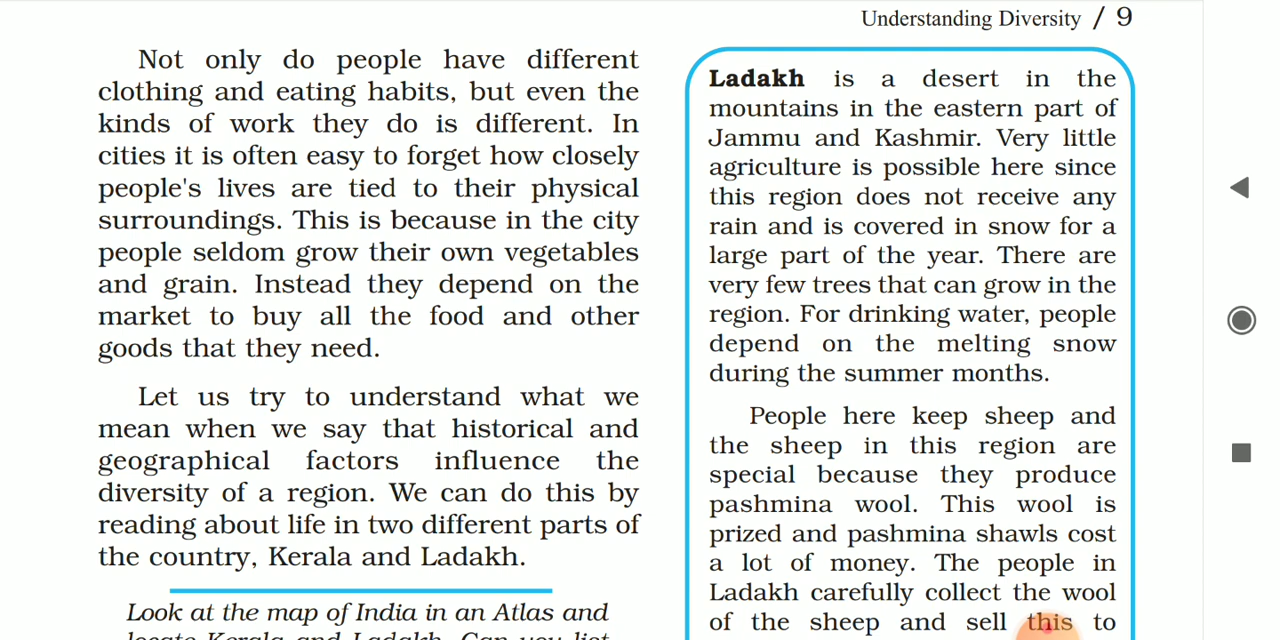 Understanding Diversity / 9
Not only do people have different
clothing and eating habits, but even the
kinds of work they do is different. In
cities it is often easy to forget how closely
people's lives are tied to their physical
surroundings. This is because in the city
people seldom grow their own vegetables
and grain. Instead they depend on the
market to buy all the food and other
goods that they need.
Let us try to understand what we
mean when we say that historical and
geographical factors influence the
diversity of a region. We can do this by
reading about life in two different parts of
the country, Kerala and Ladakh.
Look at the map of India in an Atlas and
locate Kerala and Ladakh. Can you list
Ladakh is a desert in the
mountains in the eastern part of
Jammu and Kashmir. Very little
agriculture is possible here since
this region does not receive any
rain and is covered in snow for a
large part of the year. There are
very few trees that can grow in the
region. For drinking water, people
depend on the melting snow
during the summer months.
People here keep sheep and
the sheep in this region are
special because they produce
pashmina wool. This wool is
prized and pashmina shawls cost
a lot of money. The people in
Ladakh carefully collect the wool
of the sheep and sell this to